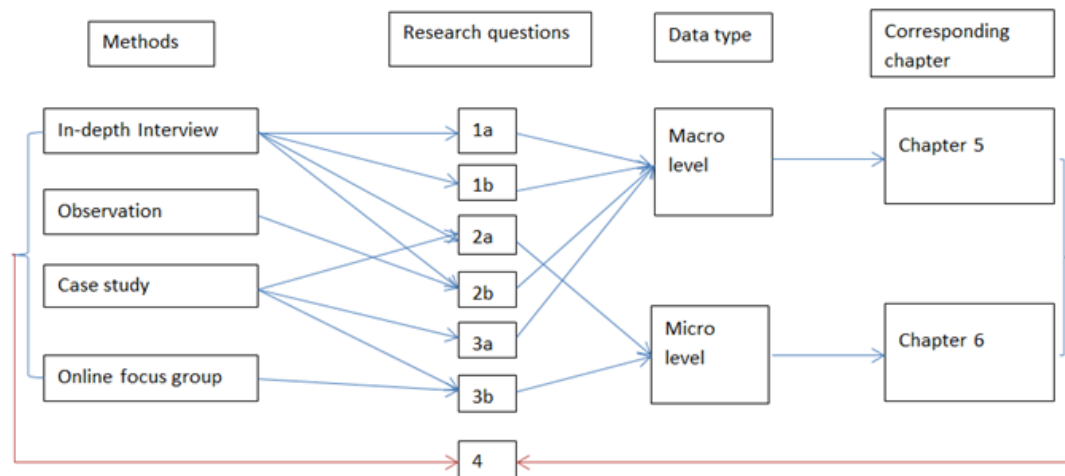 Methods
Research questions
Data type
Corresponding
chapter
In-depth Interview
Observation
Case study
Online focus group
1a
1b
2a
2b
3a
3b
4
Macro
level
Micro
level
Chapter 5
Chapter 6